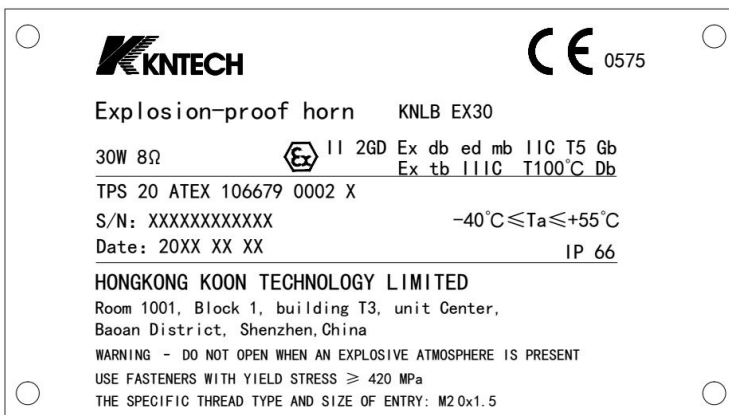 KNTECH
CE 0575
Explosion-proof horn KNLB EX30
30W 8Ω Ex II 2GD Ex db ed mb IIC T5 Gb
Ex tb IIIC T100℃ Db
TPS 20 ATEX 106679 0002 X
S/N: XXXXXXXXXXXX -40℃≤Ta≤+55℃
Date: 20XX XX XX IP 66
HONGKONG KOON TECHNOLOGY LIMITED
Room 1001, Block 1, building T3, unit Center,
Baoan District, Shenzhen,China
WARNING - DO NOT OPEN WHEN AN EXPLOSIVE ATMOSPHERE IS PRESENT
USE FASTENERS WITH YIELD STRESS ≥ 420 MPa
THE SPECIFIC THREAD TYPE AND SIZE OF ENTRY: M20x1.5